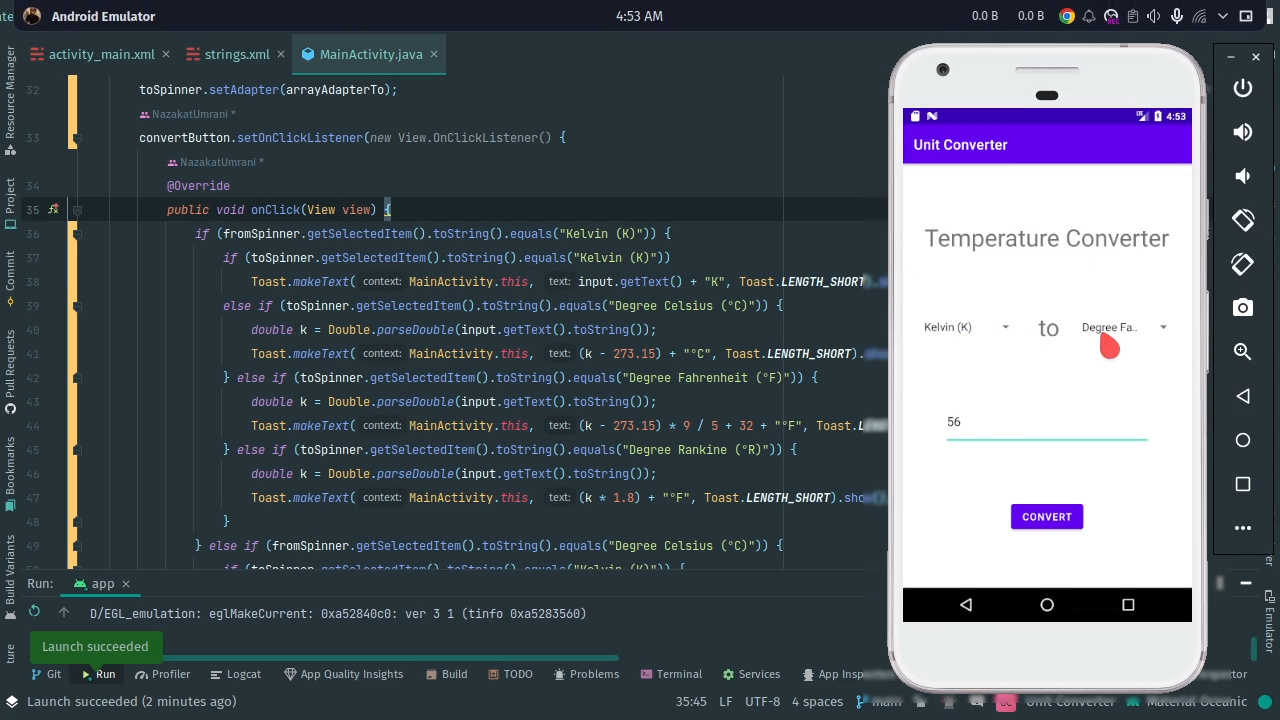 Android Emulator
4:53 AM
0.0 B
0.0 B
REC
activity_main.xml
strings.xml
MainActivity.java
Resource Manager
Project
Commit
Pull Requests
Bookmarks
Build Variants
ture
32 toSpinner.setAdapter(arrayAdapterTo);
NazakatUmrani *
33 convertButton.setOnClickListener(new View.OnClickListener() {
NazakatUmrani *
34 @Override
35 public void onClick(View view) {
36 if (fromSpinner.getSelectedItem().toString().equals("Kelvin (K)")) {
37 if (toSpinner.getSelectedItem().toString().equals("Kelvin (K)"))
38 Toast.makeText( context: MainActivity.this, text: input.getText() + "K", Toast.LENGTH_SHORT
39 else if (toSpinner.getSelectedItem().toString().equals("Degree Celsius (°C)")) {
40 double k = Double.parseDouble(input.getText().toString());
41 Toast.makeText( context: MainActivity.this, text: (k - 273.15) + "°C", Toast.LENGTH_SHORT).
42 } else if (toSpinner.getSelectedItem().toString().equals("Degree Fahrenheit (°F)")) {
43 double k = Double.parseDouble(input.getText().toString());
44 Toast.makeText( context: MainActivity.this, text: (k - 273.15) * 9 / 5 + 32 + "°F", Toast.
45 } else if (toSpinner.getSelectedItem().toString().equals("Degree Rankine (°R)")) {
46 double k = Double.parseDouble(input.getText().toString());
47 Toast.makeText( context: MainActivity.this, text: (k * 1.8) + "°F", Toast.LENGTH_SHORT).show().
48 }
49 } else if (fromSpinner.getSelectedItem().toString().equals("Degree Celsius (°C)")) {
if (toSpinner.getSelectedItem().toString().equals("Kelvin (K)")) {
4:53
Unit Converter
Temperature Converter
Kelvin (K)
to
Degree Fa..
56
CONVERT
Run:
app
D/EGL_emulation: eglMakeCurrent: 0xa52840c0: ver 3 1 (tinfo 0xa5283560)
Launch succeeded
Emulator
Git
Run
Profiler
Logcat
App Quality Insights
Build
TODO
Problems
Terminal
Services
App Inspector
Launch succeeded (2 minutes ago)
35:45
LF
UTF-8
4 spaces
main
Unit Converter
Material Oceanic